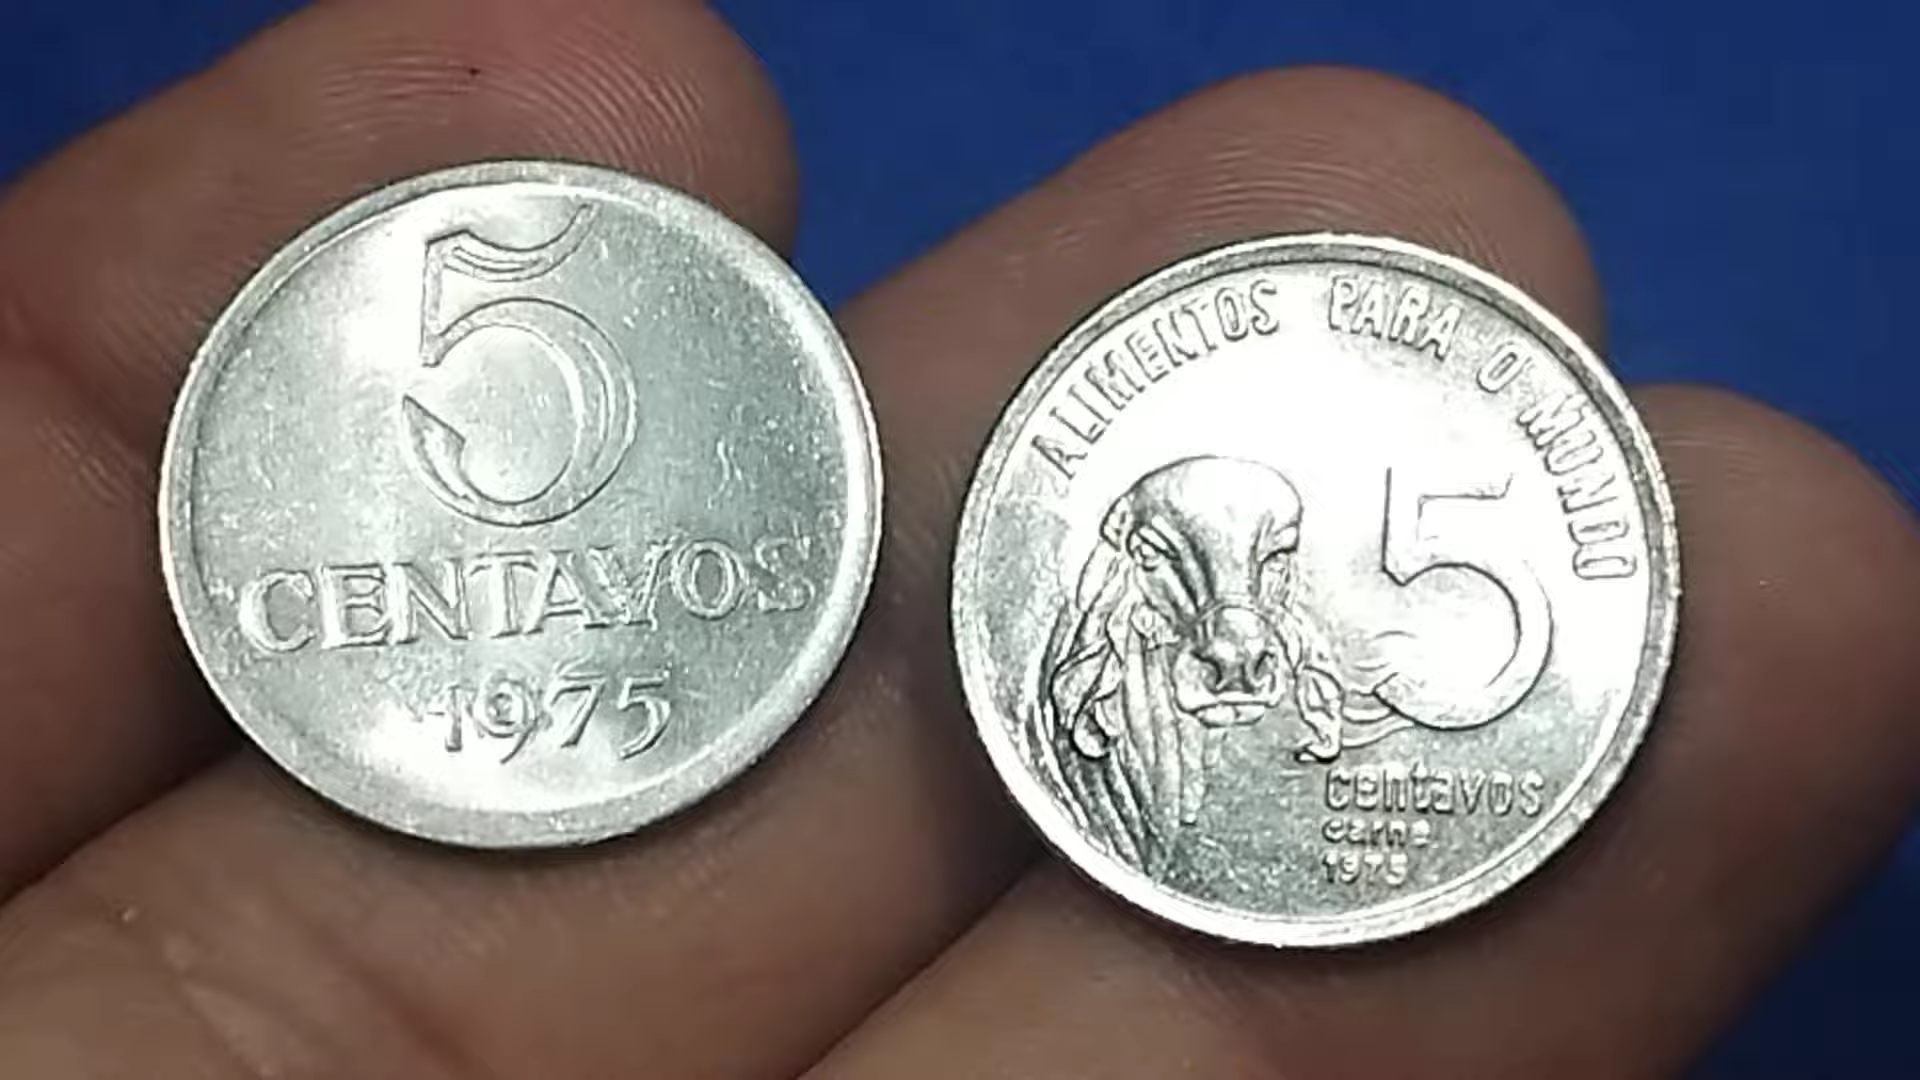 5
CENTAVOS
1975
ALIMENTOS PARA O MUNDO
5
centavos
carne
1975